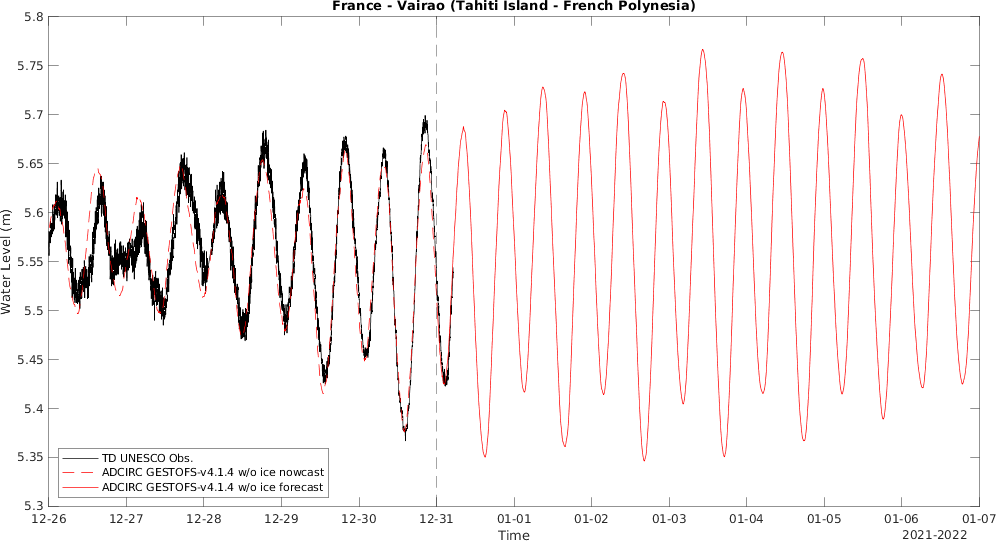 France - Vairao (Tahiti Island - French Polynesia)
5.8
5.75
5.7
5.65
5.6
5.55
5.5
5.45
5.4
5.35
5.3
Water Level (m)
TD UNESCO Obs.
ADCIRC GESTOFS-v4.1.4 w/o ice nowcast
ADCIRC GESTOFS-v4.1.4 w/o ice forecast
12-26 12-27 12-28 12-29 12-30 12-31 01-01 01-02 01-03 01-04 01-05 01-06 01-07
Time
2021-2022